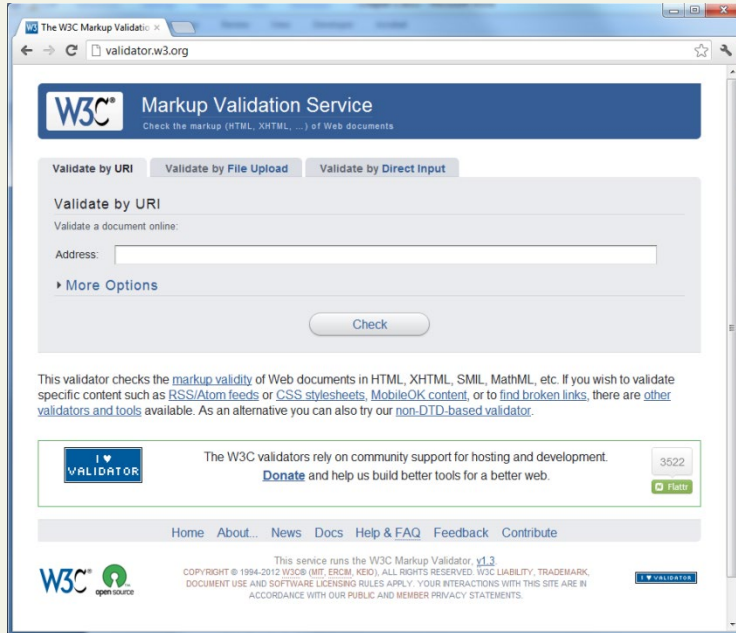 The W3C Markup Validatio
validator.w3.org
W3C®
Markup Validation Service
Check the markup (HTML, XHTML, ...) of Web documents
Validate by URI
Validate by File Upload
Validate by Direct Input
Validate by URI
Validate a document online:
Address:
More Options
Check
This validator checks the markup validity of Web documents in HTML, XHTML, SMIL, MathML, etc. If you wish to validate
specific content such as RSS/Atom feeds or CSS stylesheets, MobileOK content, or to find broken links, there are other
validators and tools available. As an alternative you can also try our non-DTD-based validator.
I ♥
VALIDATOR
The W3C validators rely on community support for hosting and development.
Donate and help us build better tools for a better web.
3522
Flattr
Home About... News Docs Help & FAQ Feedback Contribute
W3C®
open source
This service runs the W3C Markup Validator, v1.3.
COPYRIGHT © 1994-2012 W3C® (MIT, ERCIM, KEIO), ALL RIGHTS RESERVED. W3C LIABILITY, TRADEMARK,
DOCUMENT USE AND SOFTWARE LICENSING RULES APPLY. YOUR INTERACTIONS WITH THIS SITE ARE IN
ACCORDANCE WITH OUR PUBLIC AND MEMBER PRIVACY STATEMENTS.
I ♥ VALIDATOR